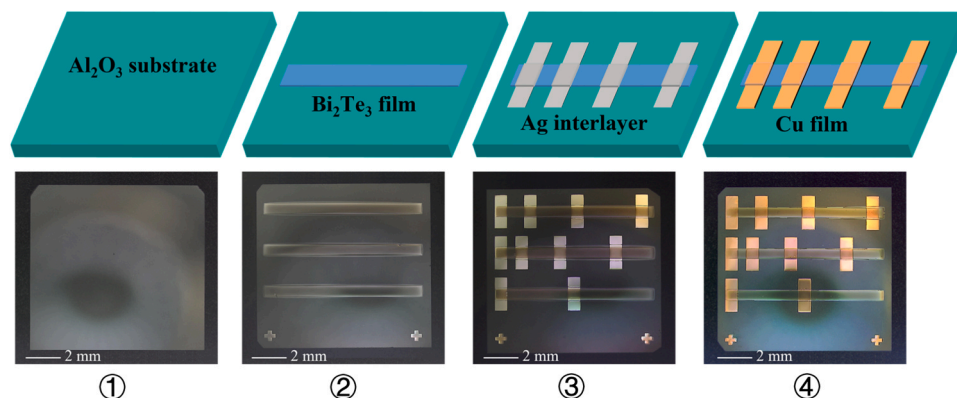 Al₂O₃ substrate
Bi₂Te₃ film
Ag interlayer
Cu film
2 mm
2 mm
2 mm
2 mm
①
②
③
④